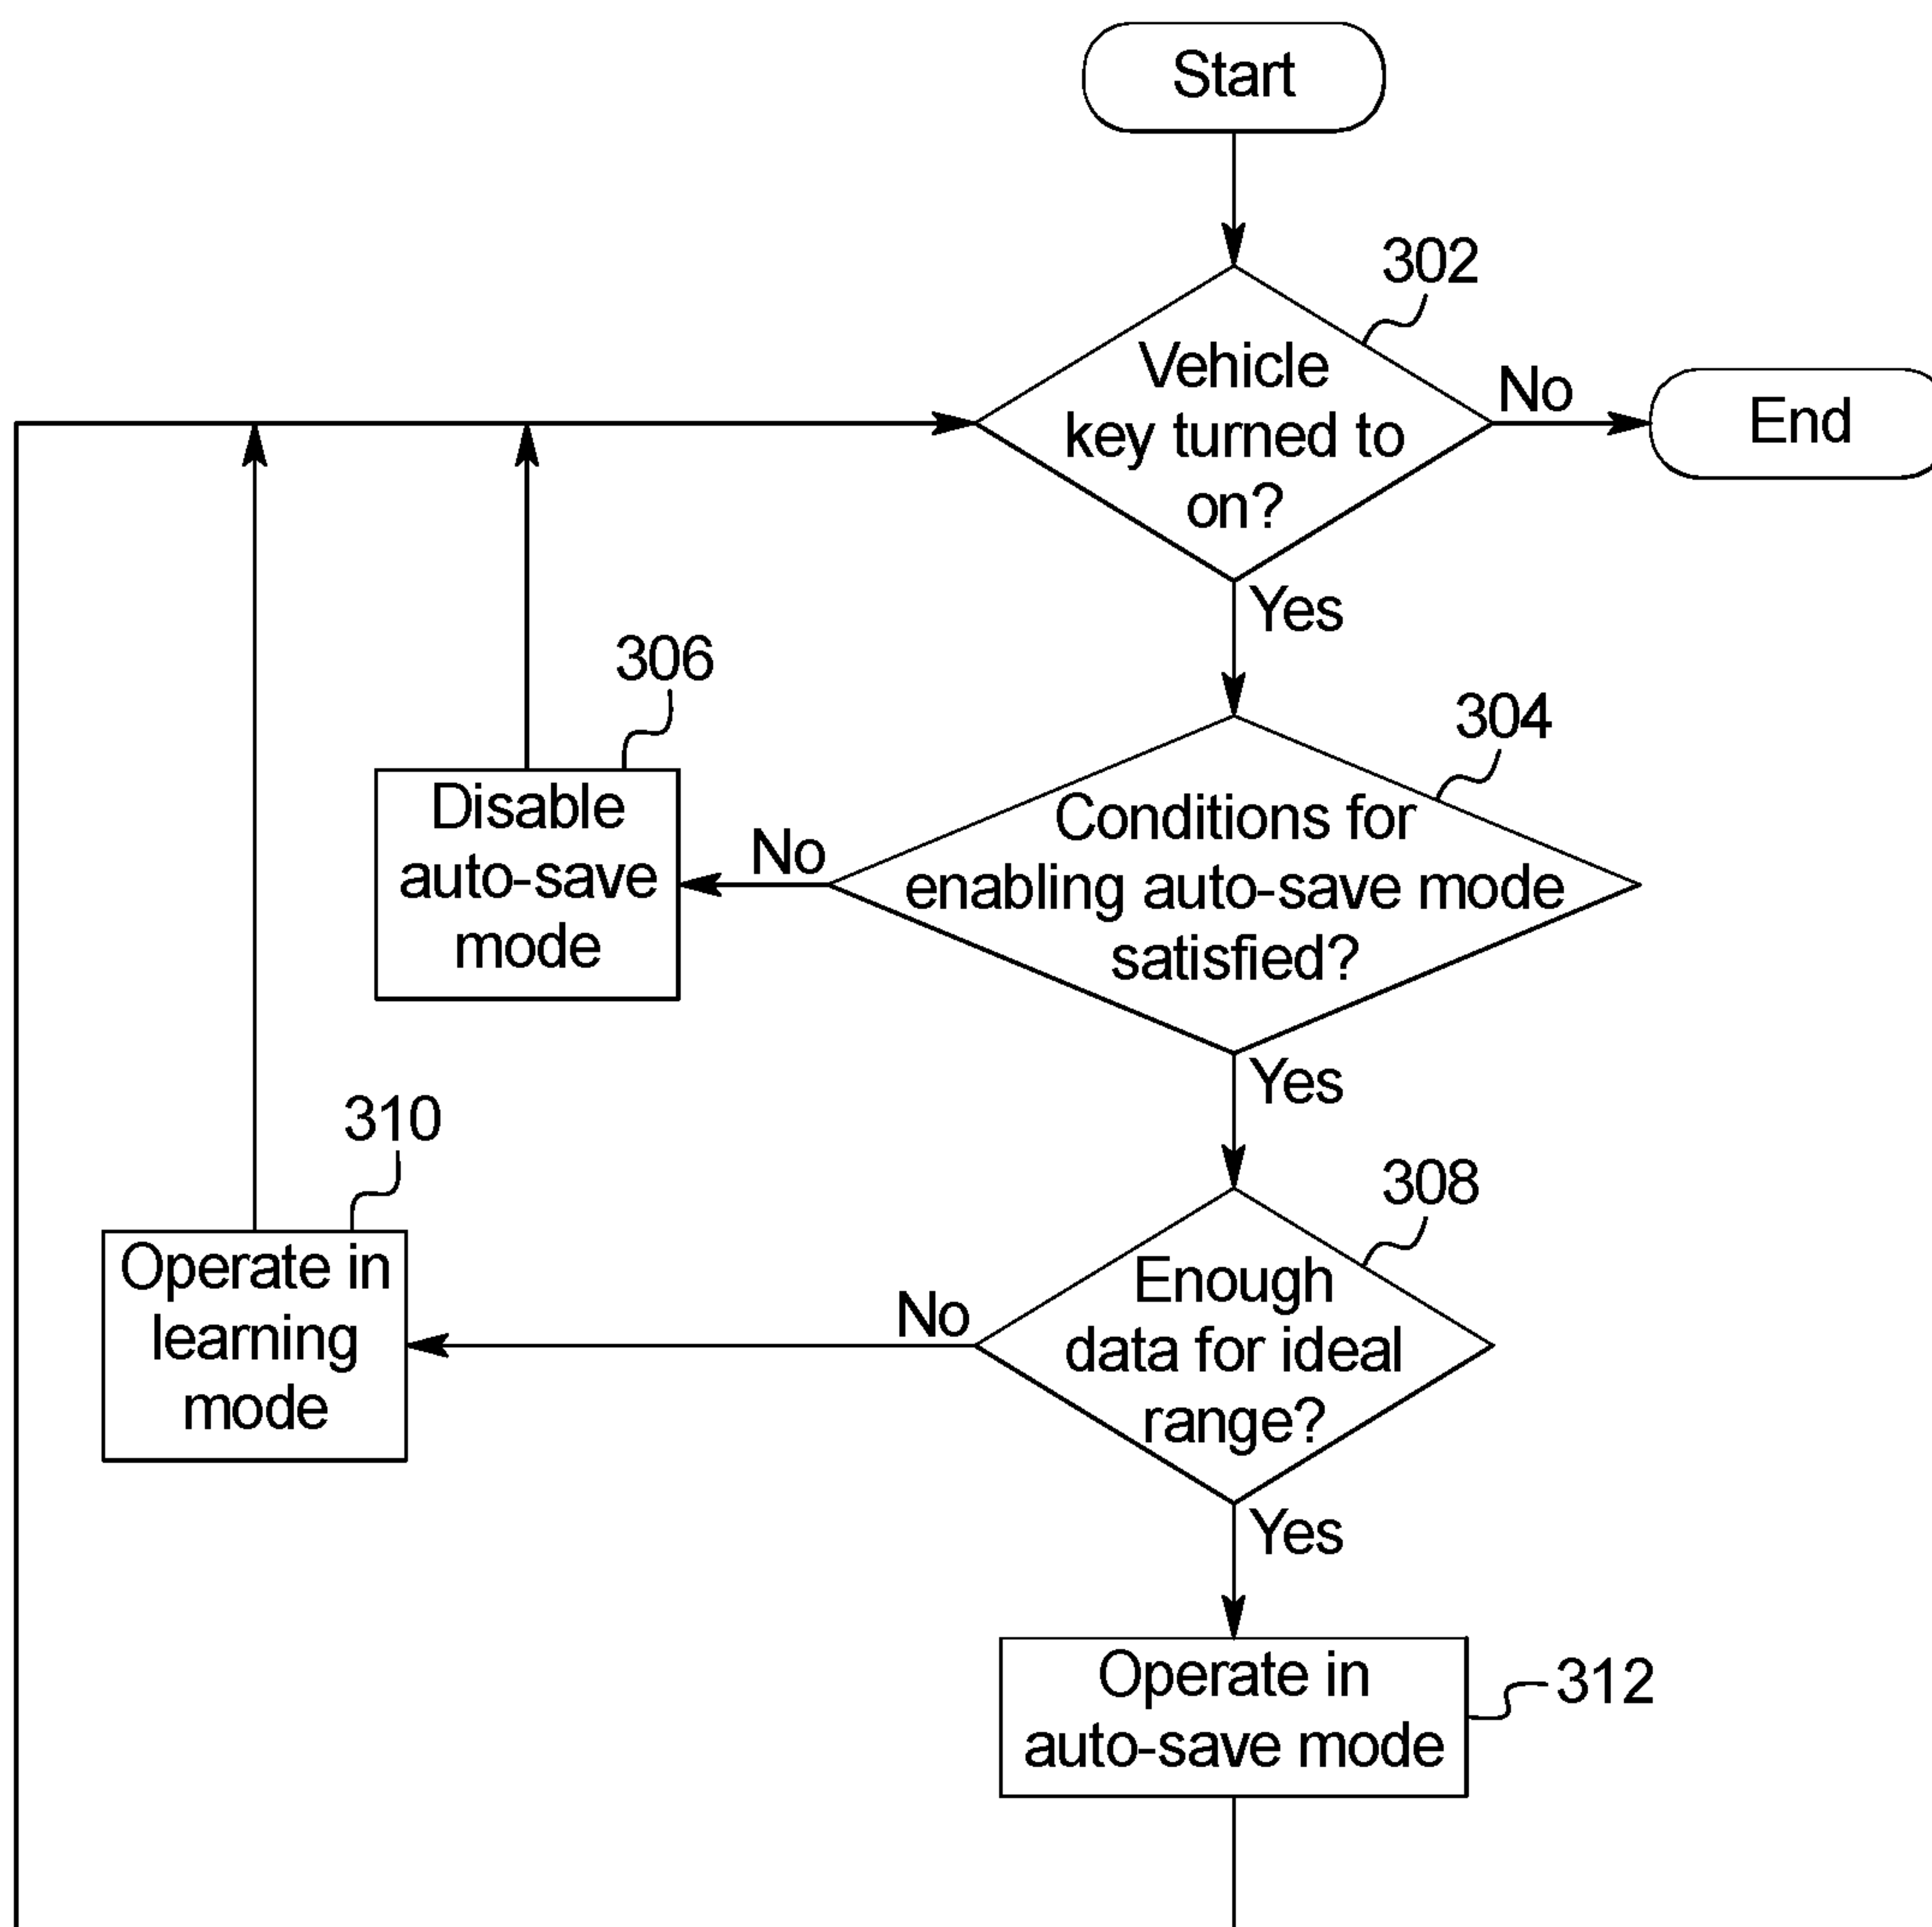 Start
302
Vehicle
key turned to
on?
No
End
Yes
306
304
Disable
auto-save
mode
No
Conditions for
enabling auto-save mode
satisfied?
Yes
310
308
Operate in
learning
mode
No
Enough
data for ideal
range?
Yes
Operate in
auto-save mode
312